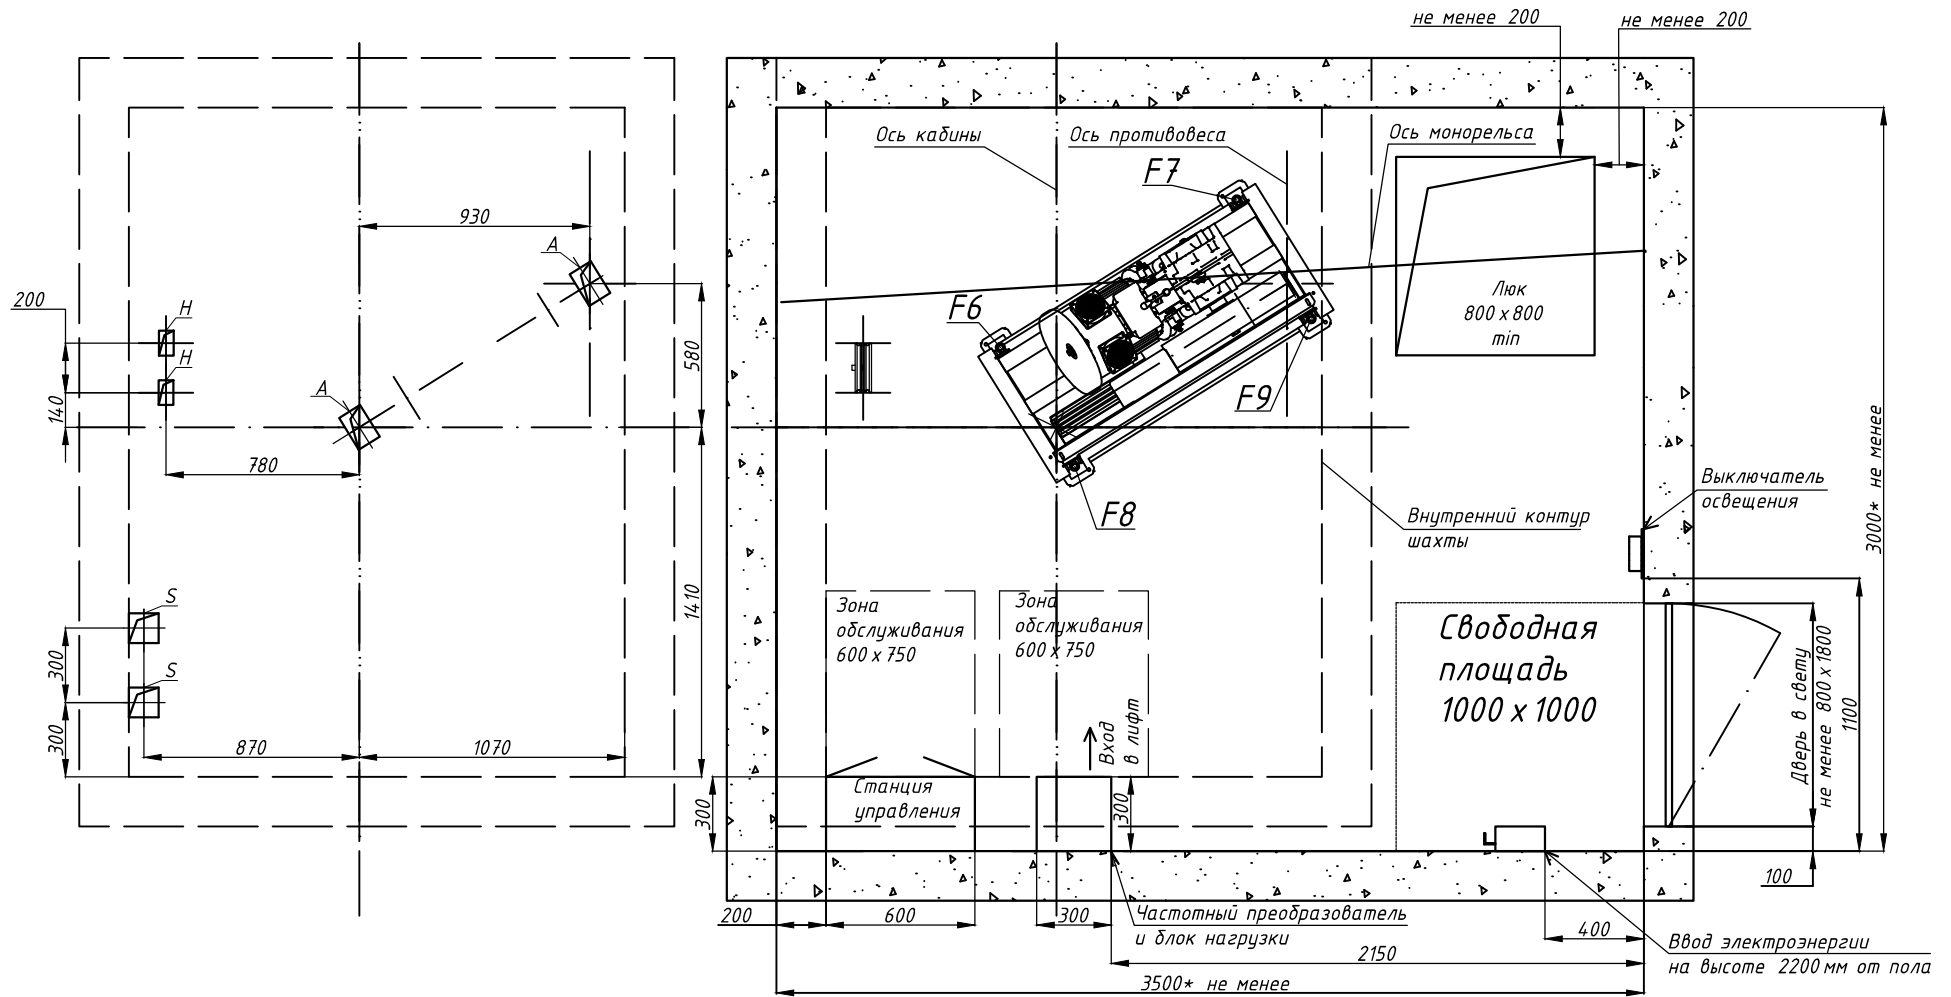 не менее 200
не менее 200
Ось кабины
Ось противовеса
Ось монорельса
F7
930
A
200
H
F6
Люк
800 x 800
min
H
580
A
F9
140
3000* не менее
780
Выключатель
освещения
F8
Внутренний контур
шахты
S
1410
Зона
обслуживания
600 x 750
Зона
обслуживания
600 x 750
Свободная
площадь
1000 x 1000
300
S
Дверь в свету
не менее 800 x 1800
1100
300
870
1070
Вход
в лифт
Станция
управления
300
300
100
200
600
300
Частотный преобразователь
и блок нагрузки
400
Ввод электроэнергии
на высоте 2200 мм от пола
2150
3500* не менее